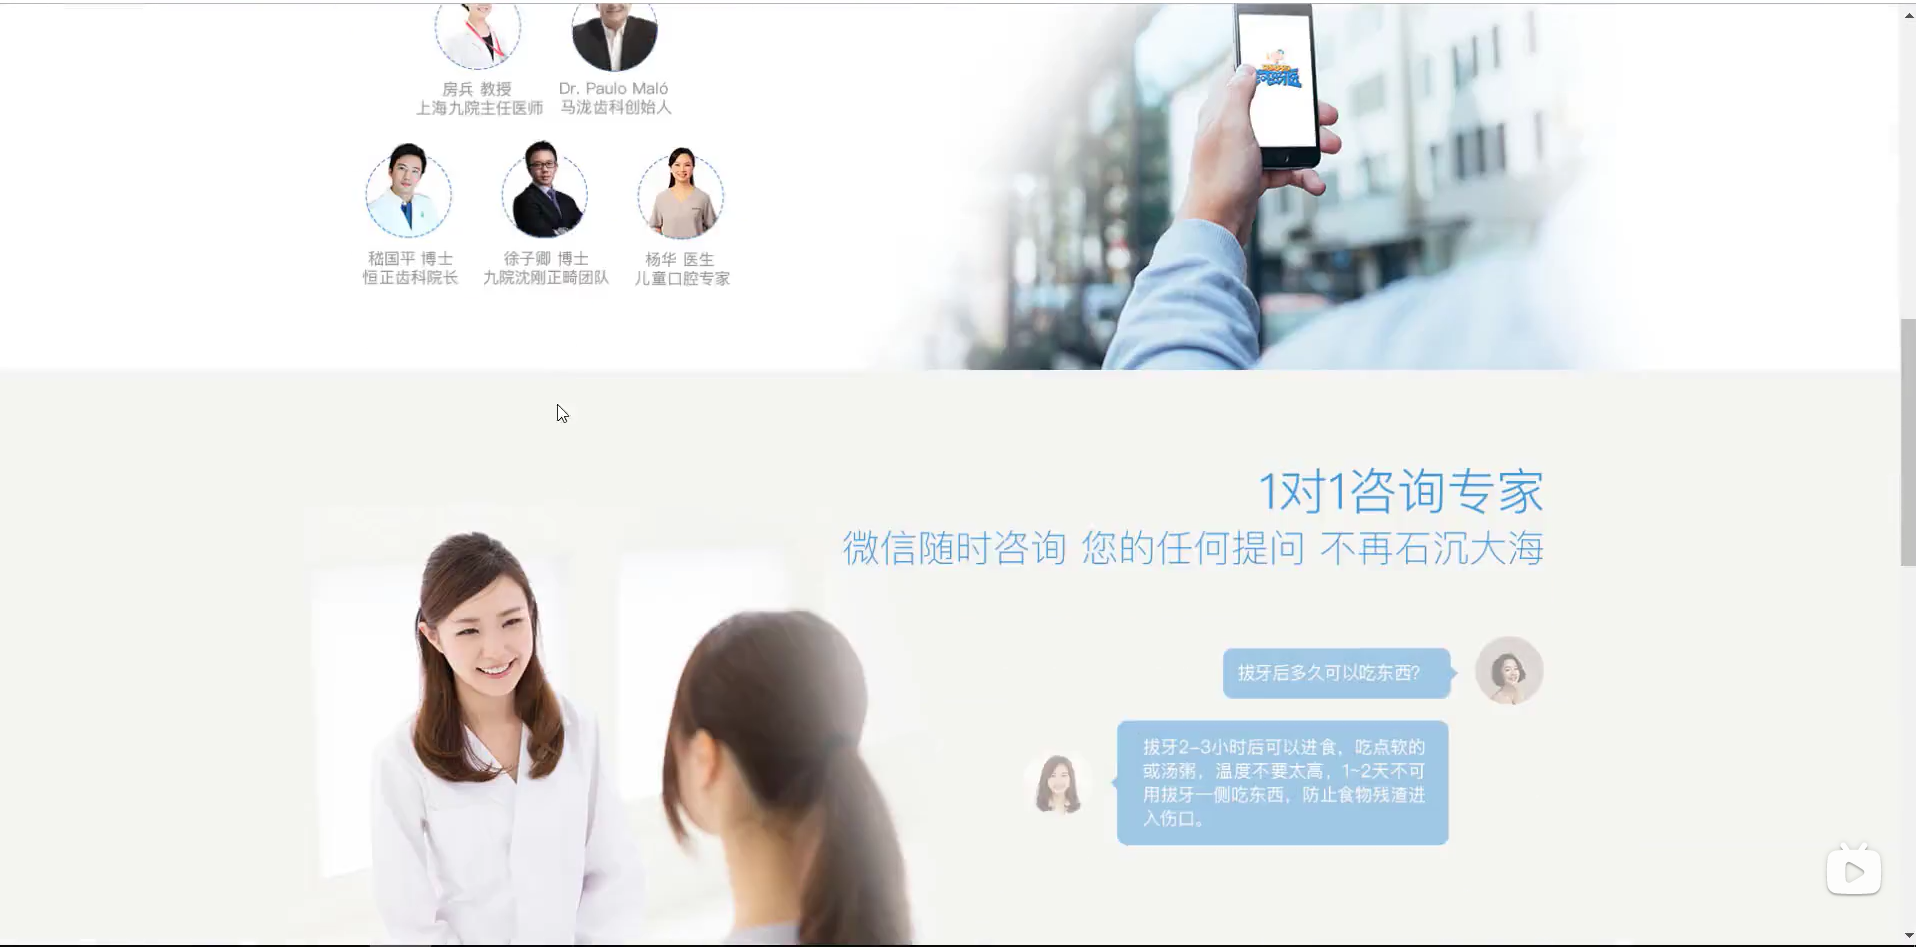 房兵 教授
上海九院主任医师
Dr. Paulo Maló
马泷齿科创始人
嵇国平 博士
恒正齿科院长
徐子卿 博士
九院沈刚正畸团队
杨华 医生
儿童口腔专家
1对1咨询专家
微信随时咨询 您的任何提问 不再石沉大海
拔牙后多久可以吃东西?
拔牙2-3小时后可以进食，吃点软的
或汤粥，温度不要太高，1~2天不可
用拔牙一侧吃东西，防止食物残渣进
入伤口。